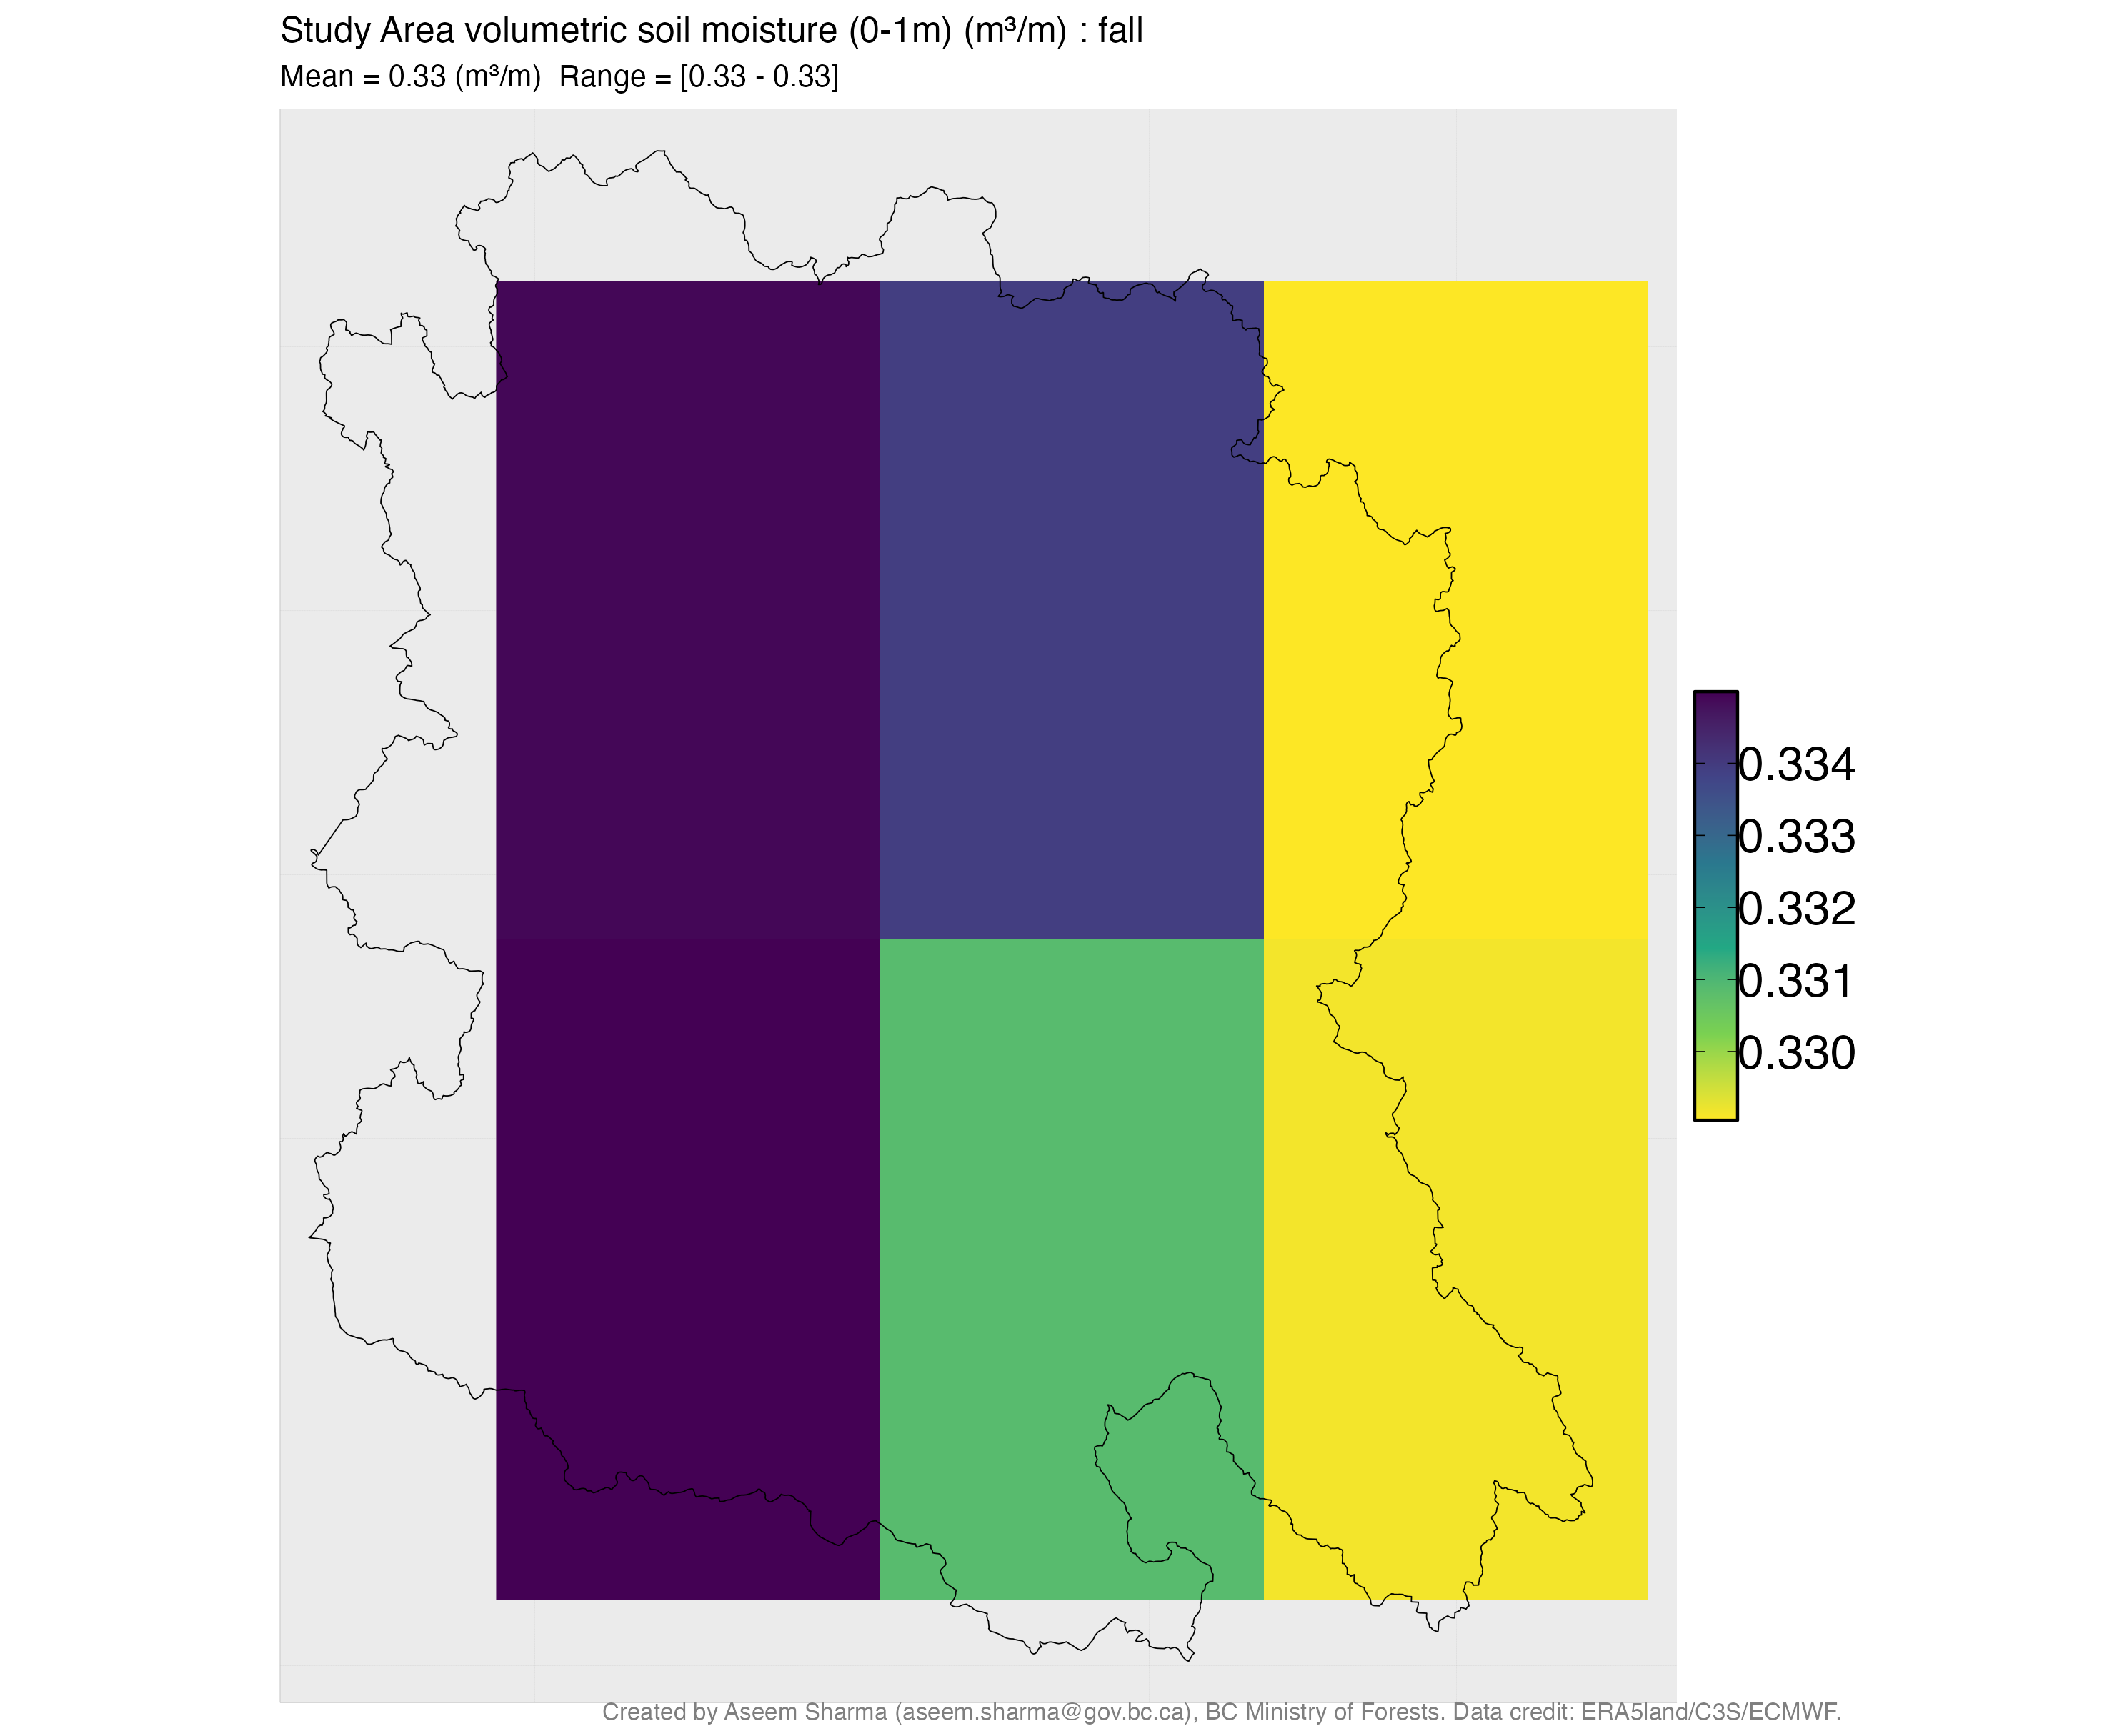 Study Area volumetric soil moisture (0-1m) (m³/m) : fall
Mean = 0.33 (m³/m)  Range = [0.33 - 0.33]
0.334
0.333
0.332
0.331
0.330
Created by Aseem Sharma (aseem.sharma@gov.bc.ca), BC Ministry of Forests. Data credit: ERA5land/C3S/ECMWF.